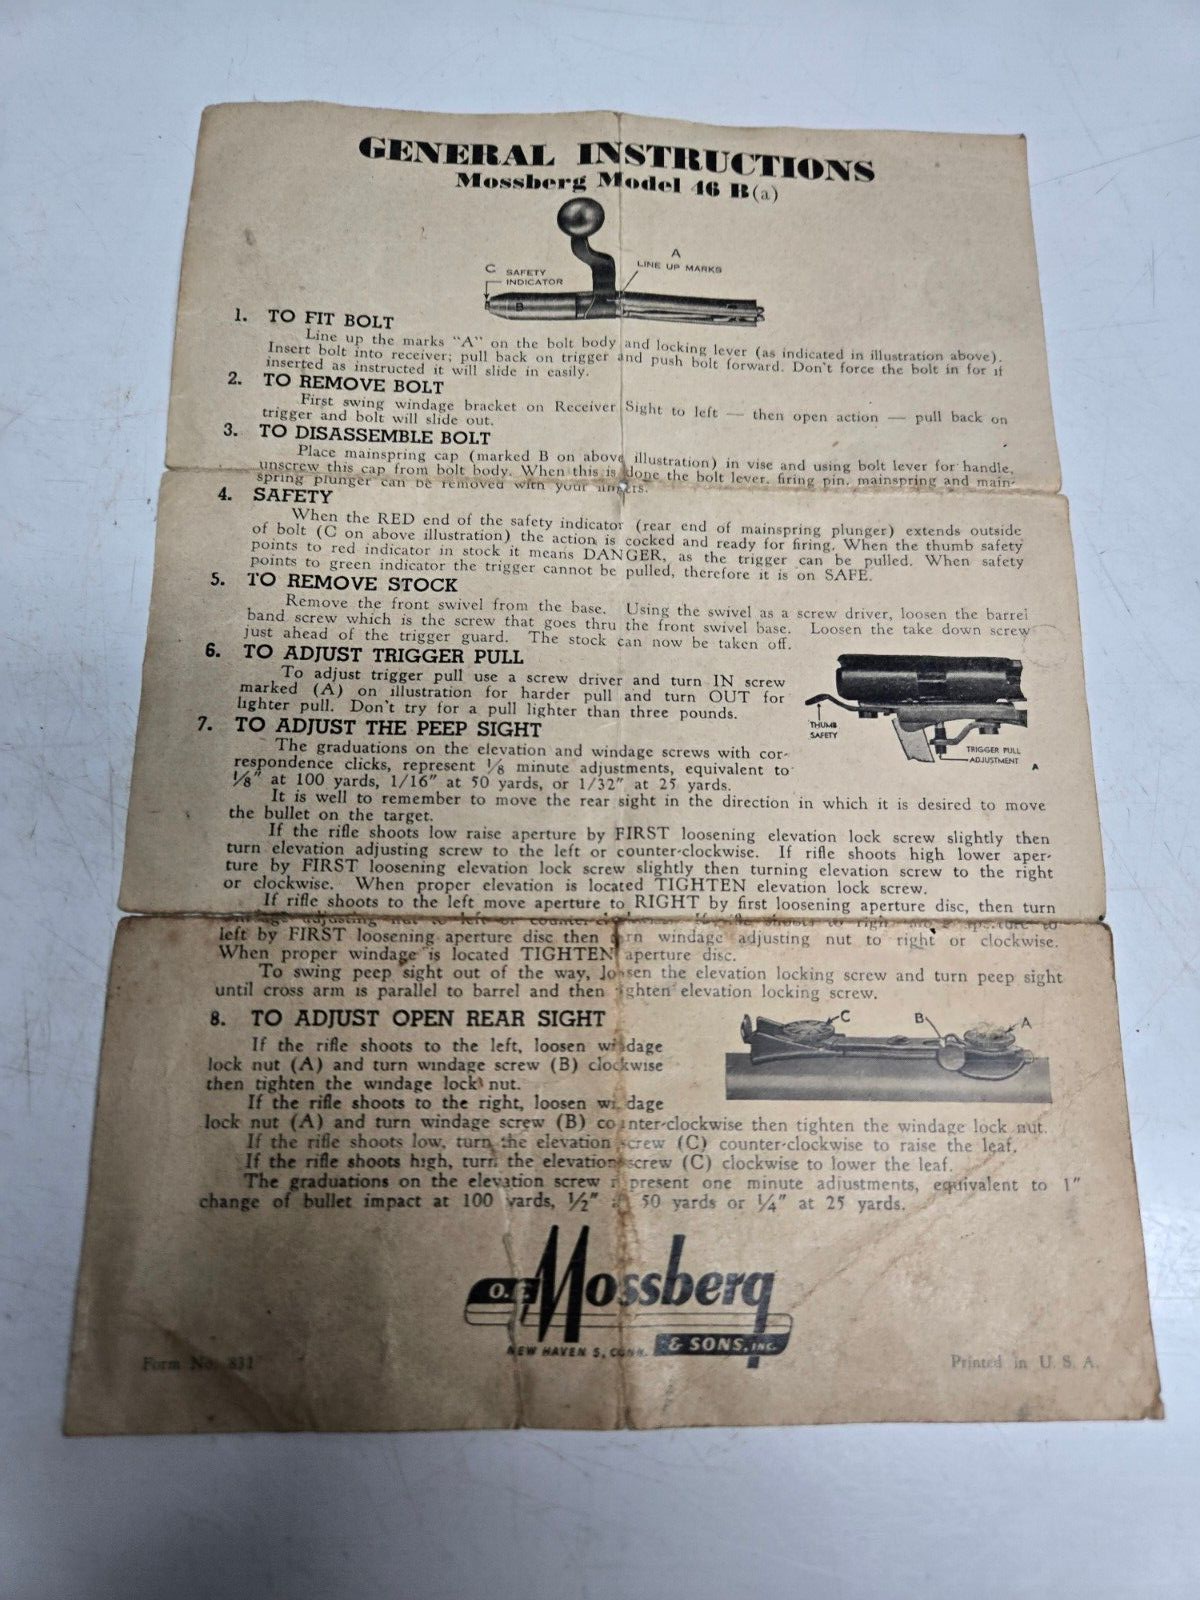 GENERAL INSTRUCTIONS
Mossberg Model 46 B(a)
A
LINE UP MARKS
C SAFETY
INDICATOR
B
1. TO FIT BOLT
Line up the marks "A" on the bolt body and locking lever (as indicated in illustration above).
Insert bolt into receiver; pull back on trigger and push bolt forward. Don't force the bolt in for if
inserted as instructed it will slide in easily.
2. TO REMOVE BOLT
First swing windage bracket on Receiver Sight to left — then open action — pull back on
trigger and bolt will slide out.
3. TO DISASSEMBLE BOLT
Place mainspring cap (marked B on above illustration) in vise and using bolt lever for handle,
unscrew this cap from bolt body. When this is done the bolt lever, firing pin, mainspring and main-
spring plunger can be removed with your fingers.
4. SAFETY
When the RED end of the safety indicator (rear end of mainspring plunger) extends outside
of bolt (C on above illustration) the action is cocked and ready for firing. When the thumb safety
points to red indicator in stock it means DANGER, as the trigger can be pulled. When safety
points to green indicator the trigger cannot be pulled, therefore it is on SAFE.
5. TO REMOVE STOCK
Remove the front swivel from the base. Using the swivel as a screw driver, loosen the barrel
band screw which is the screw that goes thru the front swivel base. Loosen the take down screw
just ahead of the trigger guard. The stock can now be taken off.
6. TO ADJUST TRIGGER PULL
To adjust trigger pull use a screw driver and turn IN screw
marked (A) on illustration for harder pull and turn OUT for
lighter pull. Don't try for a pull lighter than three pounds.
THUMB
SAFETY
TRIGGER PULL
ADJUSTMENT
A
7. TO ADJUST THE PEEP SIGHT
The graduations on the elevation and windage screws with cor-
respondence clicks, represent 1/8 minute adjustments, equivalent to
1/8" at 100 yards, 1/16" at 50 yards, or 1/32" at 25 yards.
It is well to remember to move the rear sight in the direction in which it is desired to move
the bullet on the target.
If the rifle shoots low raise aperture by FIRST loosening elevation lock screw slightly then
turn elevation adjusting screw to the left or counter-clockwise. If rifle shoots high lower aper-
ture by FIRST loosening elevation lock screw slightly then turning elevation screw to the right
or clockwise. When proper elevation is located TIGHTEN elevation lock screw.
If rifle shoots to the left move aperture to RIGHT by first loosening aperture disc, then turn
adjusting nut to left or counter-
left by FIRST loosening aperture disc then turn windage adjusting nut to right or clockwise.
When proper windage is located TIGHTEN aperture disc.
To swing peep sight out of the way, loosen the elevation locking screw and turn peep sight
until cross arm is parallel to barrel and then tighten elevation locking screw.
8. TO ADJUST OPEN REAR SIGHT
If the rifle shoots to the left, loosen windage
lock nut (A) and turn windage screw (B) clockwise
then tighten the windage lock nut.
If the rifle shoots to the right, loosen windage
lock nut (A) and turn windage screw (B) counter-clockwise then tighten the windage lock nut.
C B A
If the rifle shoots low, turn the elevation screw (C) counter-clockwise to raise the leaf.
If the rifle shoots high, turn the elevation screw (C) clockwise to lower the leaf.
The graduations on the elevation screw represent one minute adjustments, equivalent to 1"
change of bullet impact at 100 yards, 1/2" at 50 yards or 1/4" at 25 yards.
O.F. Mossberg
& SONS, INC.
NEW HAVEN 5, CONN.
Form No. 831
Printed in U. S. A.